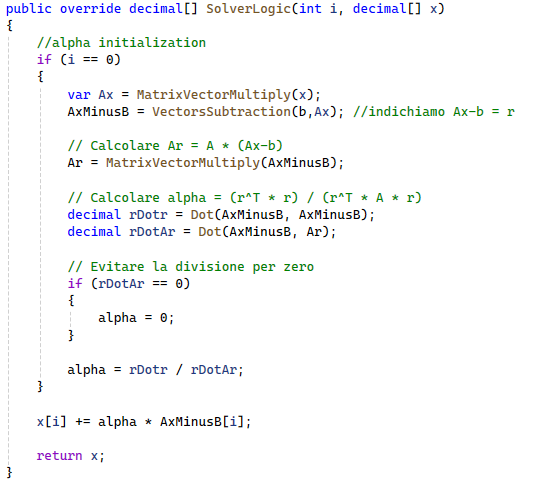 public override decimal[] SolverLogic(int i, decimal[] x)
{
    //alpha initialization
    if (i == 0)
    {
        var Ax = MatrixVectorMultiply(x);
        AxMinusB = VectorsSubtraction(b,Ax); //indichiamo Ax-b = r

        // Calcolare Ar = A * (Ax-b)
        Ar = MatrixVectorMultiply(AxMinusB);

        // Calcolare alpha = (r^T * r) / (r^T * A * r)
        decimal rDotr = Dot(AxMinusB, AxMinusB);
        decimal rDotAr = Dot(AxMinusB, Ar);

        // Evitare la divisione per zero
        if (rDotAr == 0)
        {
            alpha = 0;
        }

        alpha = rDotr / rDotAr;
    }

    x[i] += alpha * AxMinusB[i];

    return x;
}